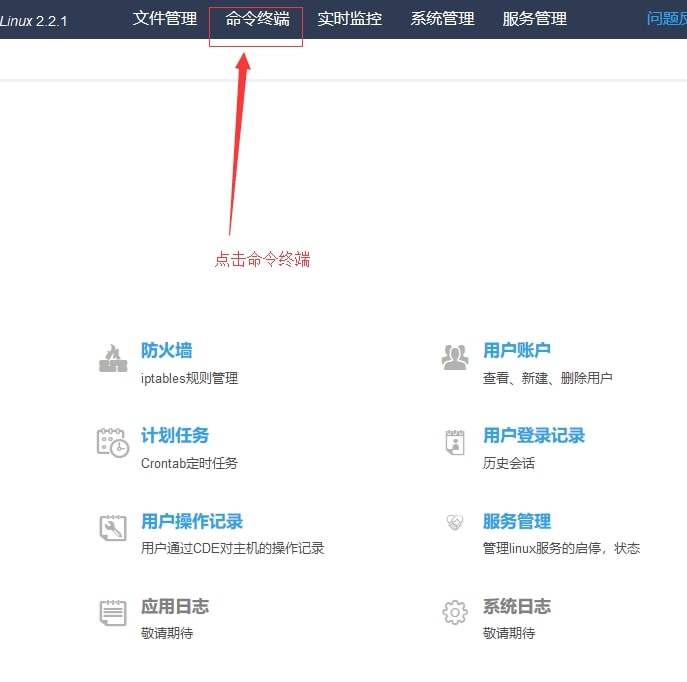 Linux 2.2.1 文件管理 命令终端 实时监控 系统管理 服务管理 问题
点击命令终端
防火墙 用户账户
iptables规则管理 查看、新建、删除用户
计划任务 用户登录记录
Crontab定时任务 历史会话
用户操作记录 服务管理
用户通过CDE对主机的操作记录 管理linux服务的启停，状态
应用日志 系统日志
敬请期待 敬请期待